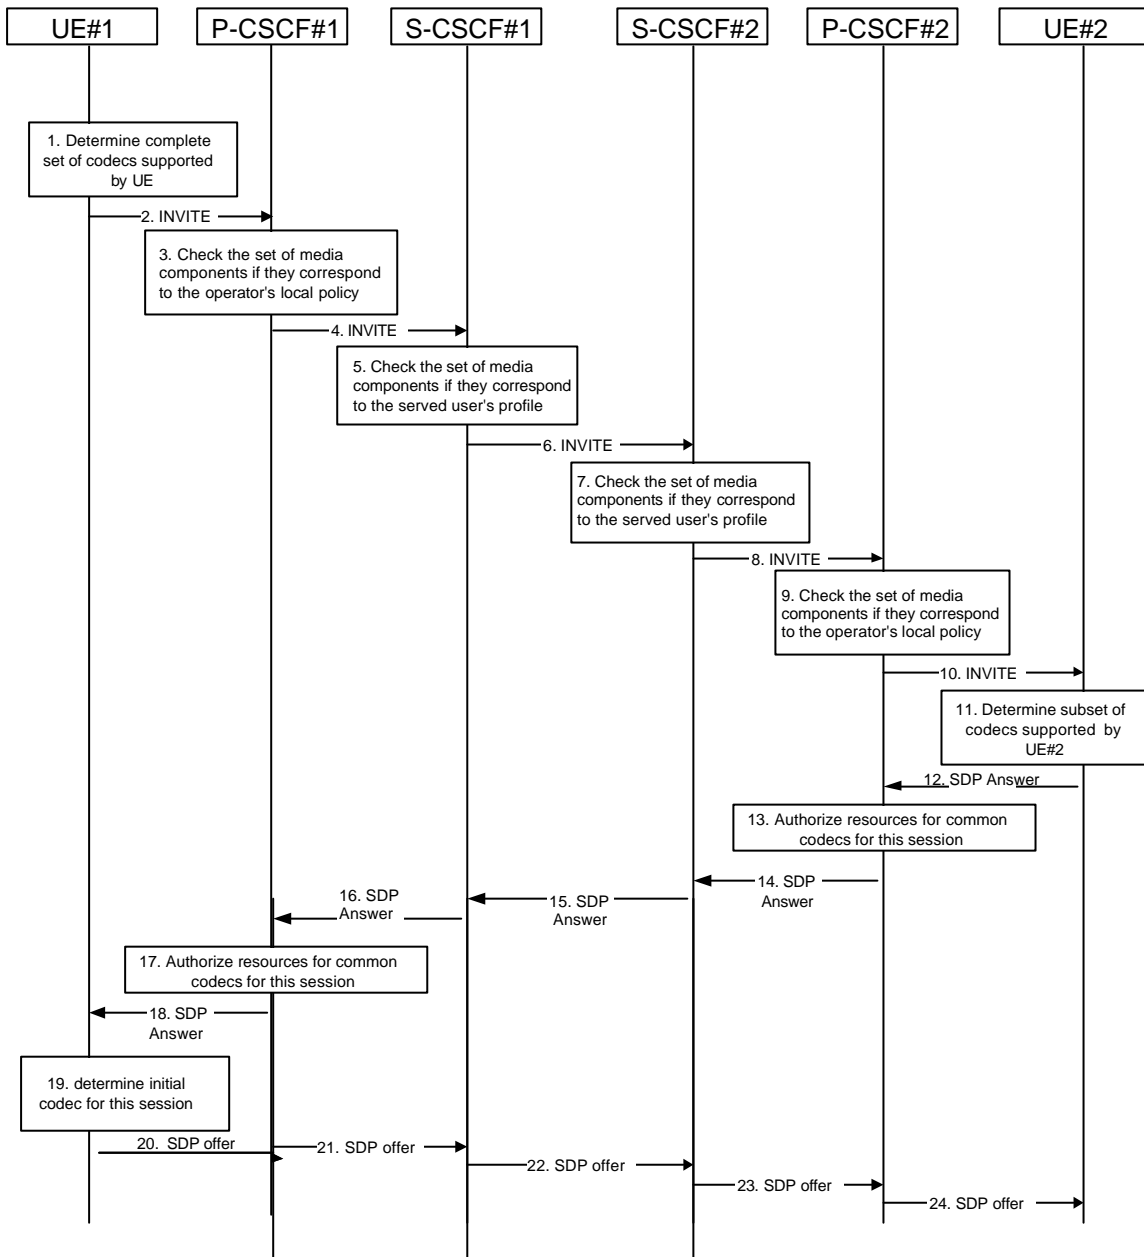 UE#1
P-CSCF#1
S-CSCF#1
S-CSCF#2
P-CSCF#2
UE#2
1. Determine complete
set of codecs supported
by UE
2. INVITE
3. Check the set of media
components if they correspond
to the operator's local policy
4. INVITE
5. Check the set of media
components if they correspond
to the served user's profile
6. INVITE
7. Check the set of media
components if they correspond
to the served user's profile
8. INVITE
9. Check the set of media
components if they correspond
to the operator's local policy
10. INVITE
11. Determine subset of
codecs supported by
UE#2
12. SDP Answer
13. Authorize resources for common
codecs for this session
14. SDP
Answer
15. SDP
Answer
16. SDP
Answer
17. Authorize resources for common
codecs for this session
18. SDP
Answer
19. determine initial
codec for this session
20. SDP offer
21. SDP offer
22. SDP offer
23. SDP offer
24. SDP offer